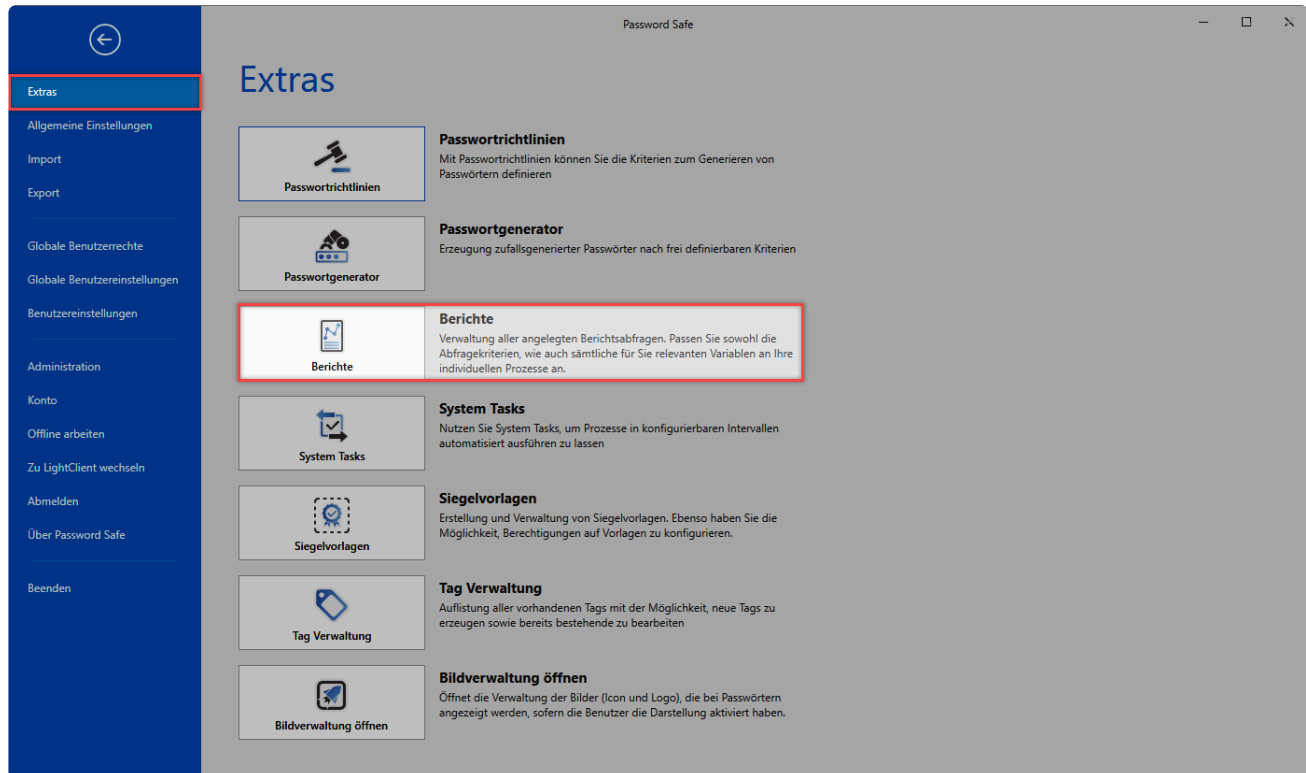 Password Safe
Extras
Allgemeine Einstellungen
Import
Export
Globale Benutzerrechte
Globale Benutzereinstellungen
Benutzereinstellungen
Administration
Konto
Offline arbeiten
Zu LightClient wechseln
Abmelden
Über Password Safe
Beenden
Extras
Passwortrichtlinien
Passwortrichtlinien
Mit Passwortrichtlinien können Sie die Kriterien zum Generieren von
Passwörtern definieren
Passwortgenerator
Passwortgenerator
Erzeugung zufallsgenerierter Passwörter nach frei definierbaren Kriterien
Berichte
Berichte
Verwaltung aller angelegten Berichtsabfragen. Passen Sie sowohl die
Abfragekriterien, wie auch sämtliche für Sie relevanten Variablen an Ihre
individuellen Prozesse an.
System Tasks
System Tasks
Nutzen Sie System Tasks, um Prozesse in konfigurierbaren Intervallen
automatisiert ausführen zu lassen
Siegelvorlagen
Siegelvorlagen
Erstellung und Verwaltung von Siegelvorlagen. Ebenso haben Sie die
Möglichkeit, Berechtigungen auf Vorlagen zu konfigurieren.
Tag Verwaltung
Tag Verwaltung
Auflistung aller vorhandenen Tags mit der Möglichkeit, neue Tags zu
erzeugen sowie bereits bestehende zu bearbeiten
Bildverwaltung öffnen
Bildverwaltung öffnen
Öffnet die Verwaltung der Bilder (Icon und Logo), die bei Passwörtern
angezeigt werden, sofern die Benutzer die Darstellung aktiviert haben.